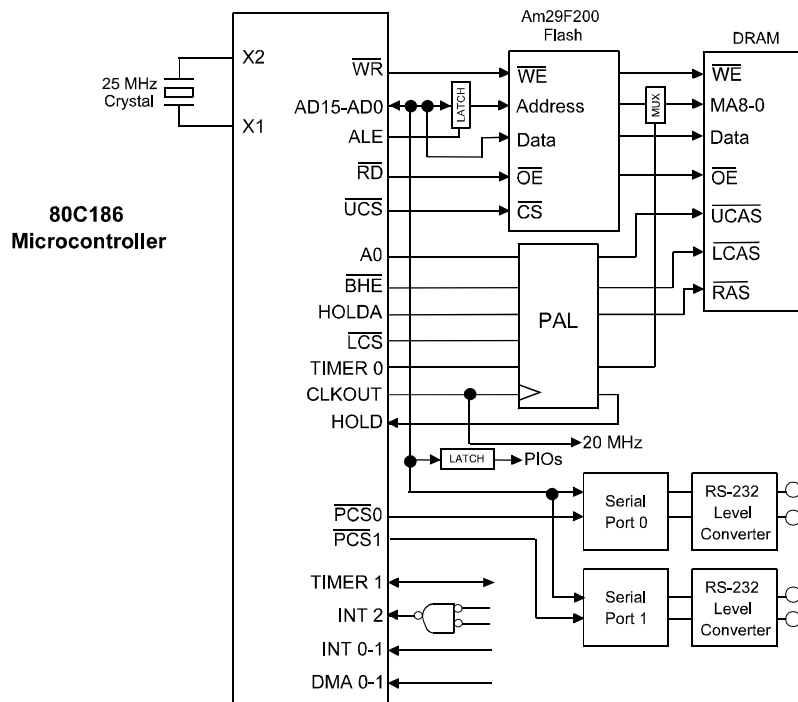 Am29F200
Flash
DRAM
X2
25 MHz
Crystal
X1
80C186
Microcontroller
WR
AD15-AD0
ALE
RD
UCS
A0
BHE
HOLDA
LCS
TIMER 0
CLKOUT
HOLD
PCS0
PCS1
TIMER 1
INT 2
INT 0-1
DMA 0-1
LATCH
WE
Address
Data
OE
CS
MUX
WE
MA8-0
Data
OE
UCAS
LCAS
RAS
PAL
20 MHz
LATCH
PIOs
Serial
Port 0
RS-232
Level
Converter
Serial
Port 1
RS-232
Level
Converter